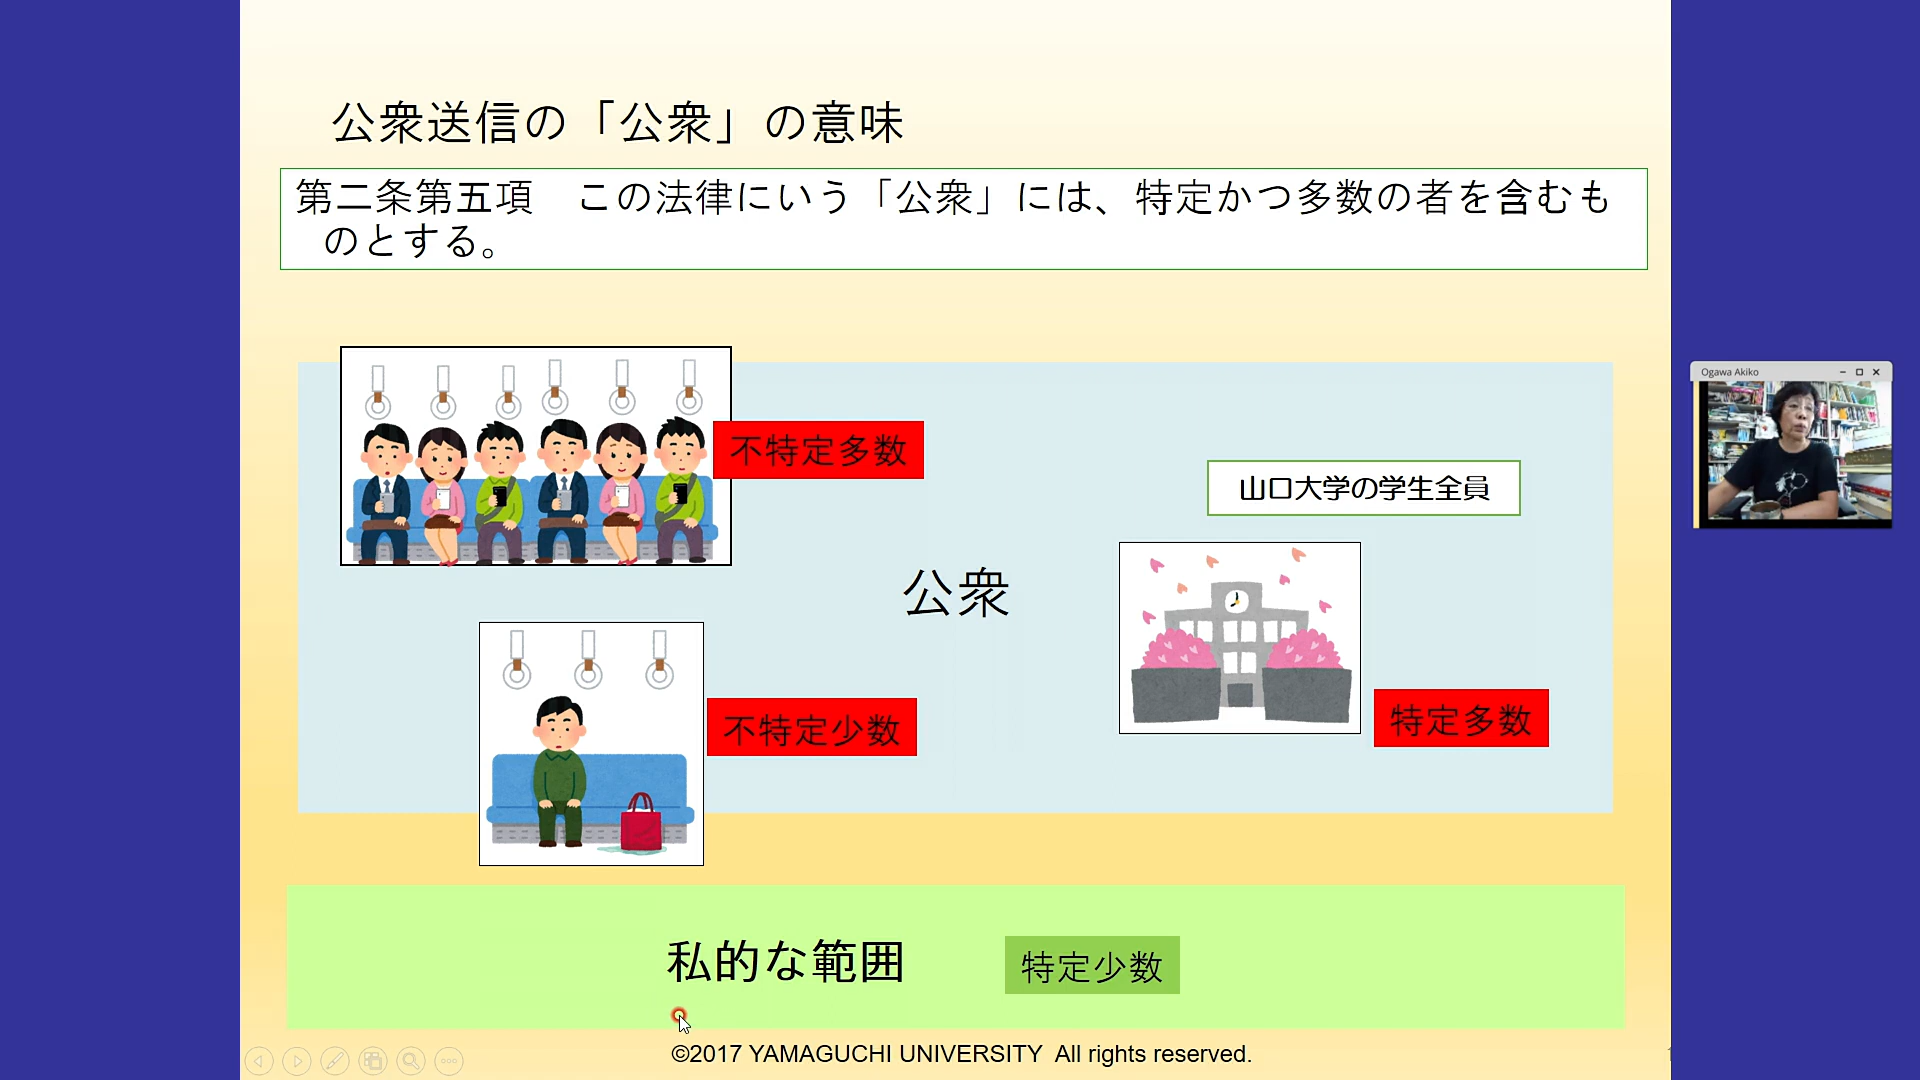 公衆送信の「公衆」の意味
第二条第五項　この法律にいう「公衆」には、特定かつ多数の者を含むも
のとする。
不特定多数
Ogawa Akiko
山口大学の学生全員
公衆
不特定少数
特定多数
私的な範囲
特定少数
©2017 YAMAGUCHI UNIVERSITY All rights reserved.